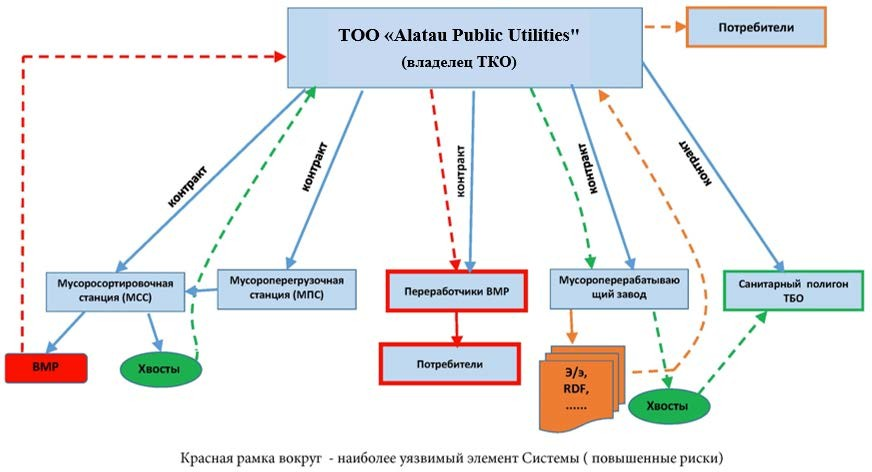 ТОО «Alatau Public Utilities"
(владелец ТКО)
Потребители
контракт
контракт
контракт
контракт
контракт
Мусоросортировочная
станция (МСС)
Мусороперегрузочная
станция (МПС)
Переработчики ВМР
Мусороперерабатываю
щий завод
Санитарный полигон
ТБО
ВМР
Хвосты
Потребители
Э/э,
RDF,
......
Хвосты
Красная рамка вокруг - наиболее уязвимый элемент Системы ( повышенные риски)